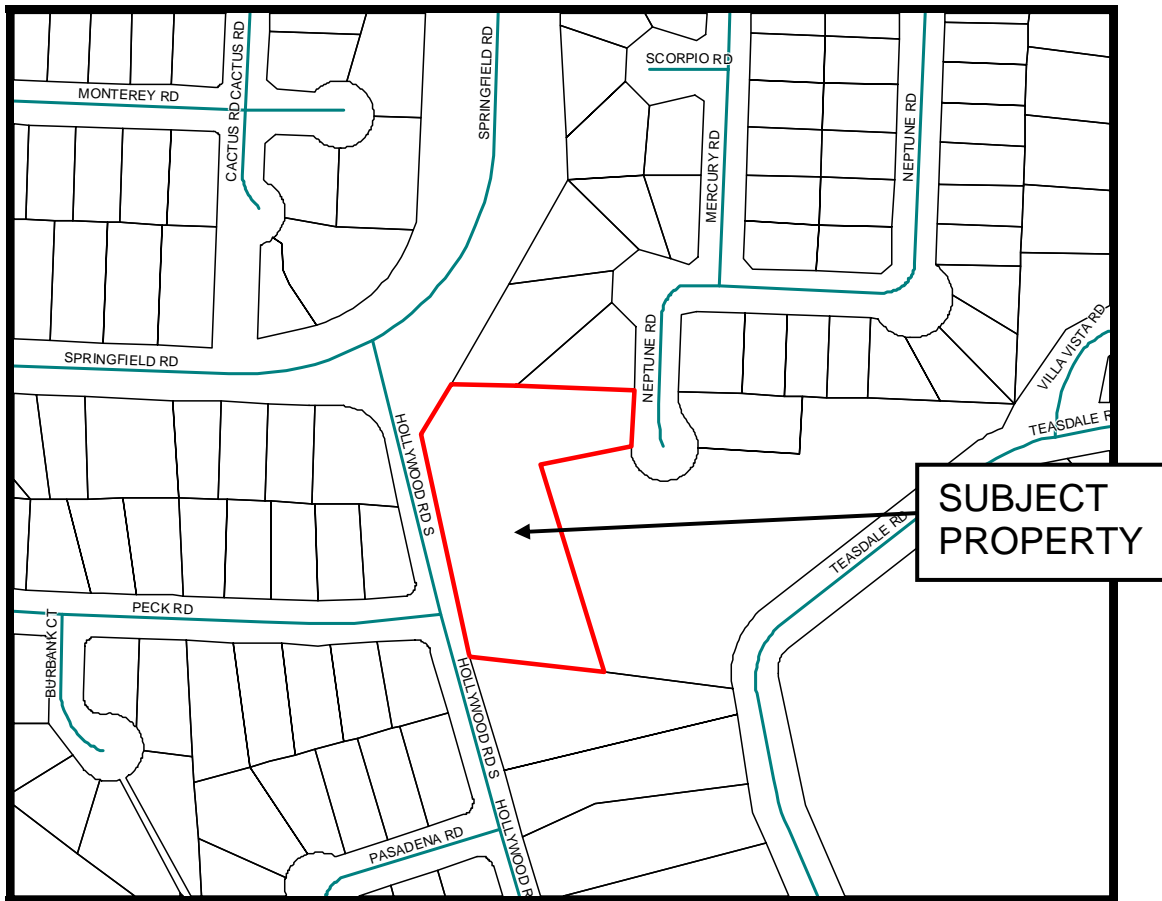 CACTUS RD
SPRINGFIELD RD
SCORPIO RD
MONTEREY RD
CACTUS RD
MERCURY RD
NEPTUNE RD
SPRINGFIELD RD
NEPTUNE RD
VILLA VISTA RD
HOLLYWOOD RD S
TEASDALE R
SUBJECT
PROPERTY
TEASDALE RD
PECK RD
BURBANK CT
HOLLYWOOD RD S
PASADENA RD
HOLLYWOOD R